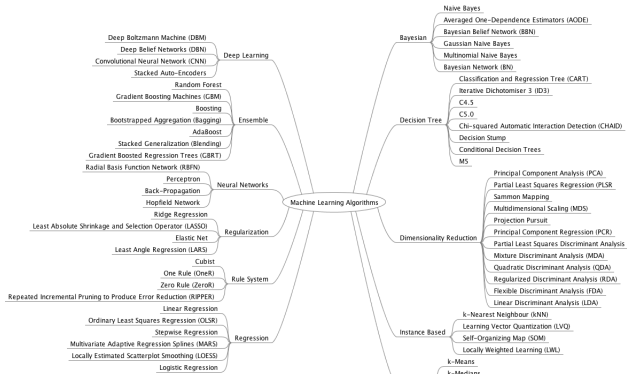 Deep Boltzmann Machine (DBM)
Deep Belief Networks (DBN)
Convolutional Neural Network (CNN)
Stacked Auto-Encoders
Deep Learning
Random Forest
Gradient Boosting Machines (GBM)
Boosting
Bootstrapped Aggregation (Bagging)
AdaBoost
Stacked Generalization (Blending)
Gradient Boosted Regression Trees (GBRT)
Ensemble
Radial Basis Function Network (RBFN)
Perceptron
Back-Propagation
Hopfield Network
Neural Networks
Ridge Regression
Least Absolute Shrinkage and Selection Operator (LASSO)
Elastic Net
Least Angle Regression (LARS)
Regularization
Cubist
One Rule (OneR)
Zero Rule (ZeroR)
Repeated Incremental Pruning to Produce Error Reduction (RIPPER)
Rule System
Linear Regression
Ordinary Least Squares Regression (OLSR)
Stepwise Regression
Multivariate Adaptive Regression Splines (MARS)
Locally Estimated Scatterplot Smoothing (LOESS)
Logistic Regression
Regression
Machine Learning Algorithms
Bayesian
Naive Bayes
Averaged One-Dependence Estimators (AODE)
Bayesian Belief Network (BBN)
Gaussian Naive Bayes
Multinomial Naive Bayes
Bayesian Network (BN)
Decision Tree
Classification and Regression Tree (CART)
Iterative Dichotomiser 3 (ID3)
C4.5
C5.0
Chi-squared Automatic Interaction Detection (CHAID)
Decision Stump
Conditional Decision Trees
M5
Dimensionality Reduction
Principal Component Analysis (PCA)
Partial Least Squares Regression (PLSR
Sammon Mapping
Multidimensional Scaling (MDS)
Projection Pursuit
Principal Component Regression (PCR)
Partial Least Squares Discriminant Analysis
Mixture Discriminant Analysis (MDA)
Quadratic Discriminant Analysis (QDA)
Regularized Discriminant Analysis (RDA)
Flexible Discriminant Analysis (FDA)
Linear Discriminant Analysis (LDA)
Instance Based
k-Nearest Neighbour (kNN)
Learning Vector Quantization (LVQ)
Self-Organizing Map (SOM)
Locally Weighted Learning (LWL)
k-Means
k-Medians